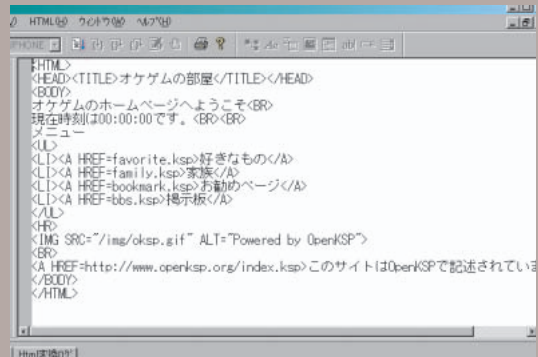 HTML(H) ウィンドウ(W) ヘルプ(H)
<HTML>
<HEAD><TITLE>オケゲムの部屋</TITLE></HEAD>
<BODY>
オケゲムのホームページへようこそ<BR>
現在時刻は00:00:00です。<BR><BR>
メニュー
<UL>
<LI><A HREF=favorite.ksp>好きなもの</A>
<LI><A HREF=family.ksp>家族</A>
<LI><A HREF=bookmark.ksp>お勧めページ</A>
<LI><A HREF=bbs.ksp>掲示板</A>
</UL>
<HR>
<IMG SRC="/img/oksp.gif" ALT="Powered by OpenKSP">
<BR>
<A HREF=http://www.openksp.org/index.ksp>このサイトはOpenKSPで記述されていま
</BODY>
</HTML>